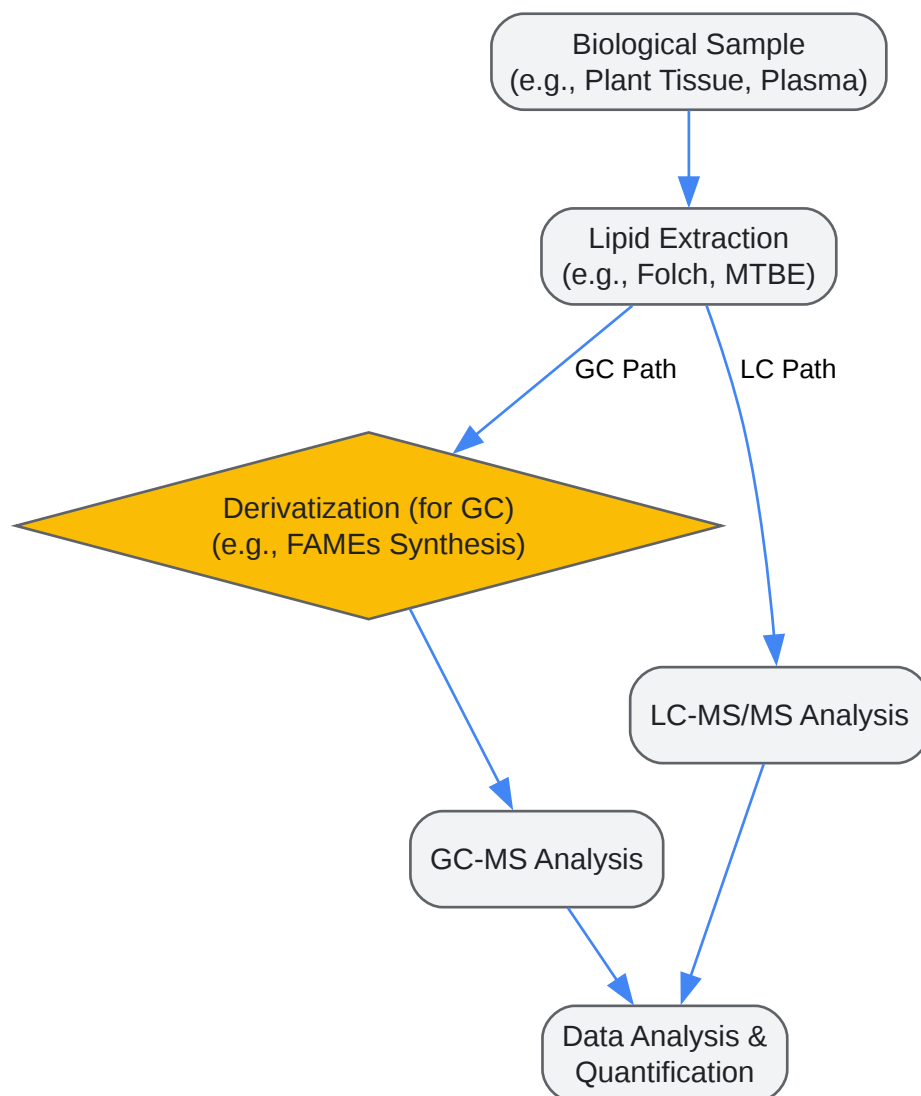 Biological Sample
(e.g., Plant Tissue, Plasma)
Lipid Extraction
(e.g., Folch, MTBE)
GC Path
LC Path
Derivatization (for GC)
(e.g., FAMEs Synthesis)
LC-MS/MS Analysis
GC-MS Analysis
Data Analysis &
Quantification